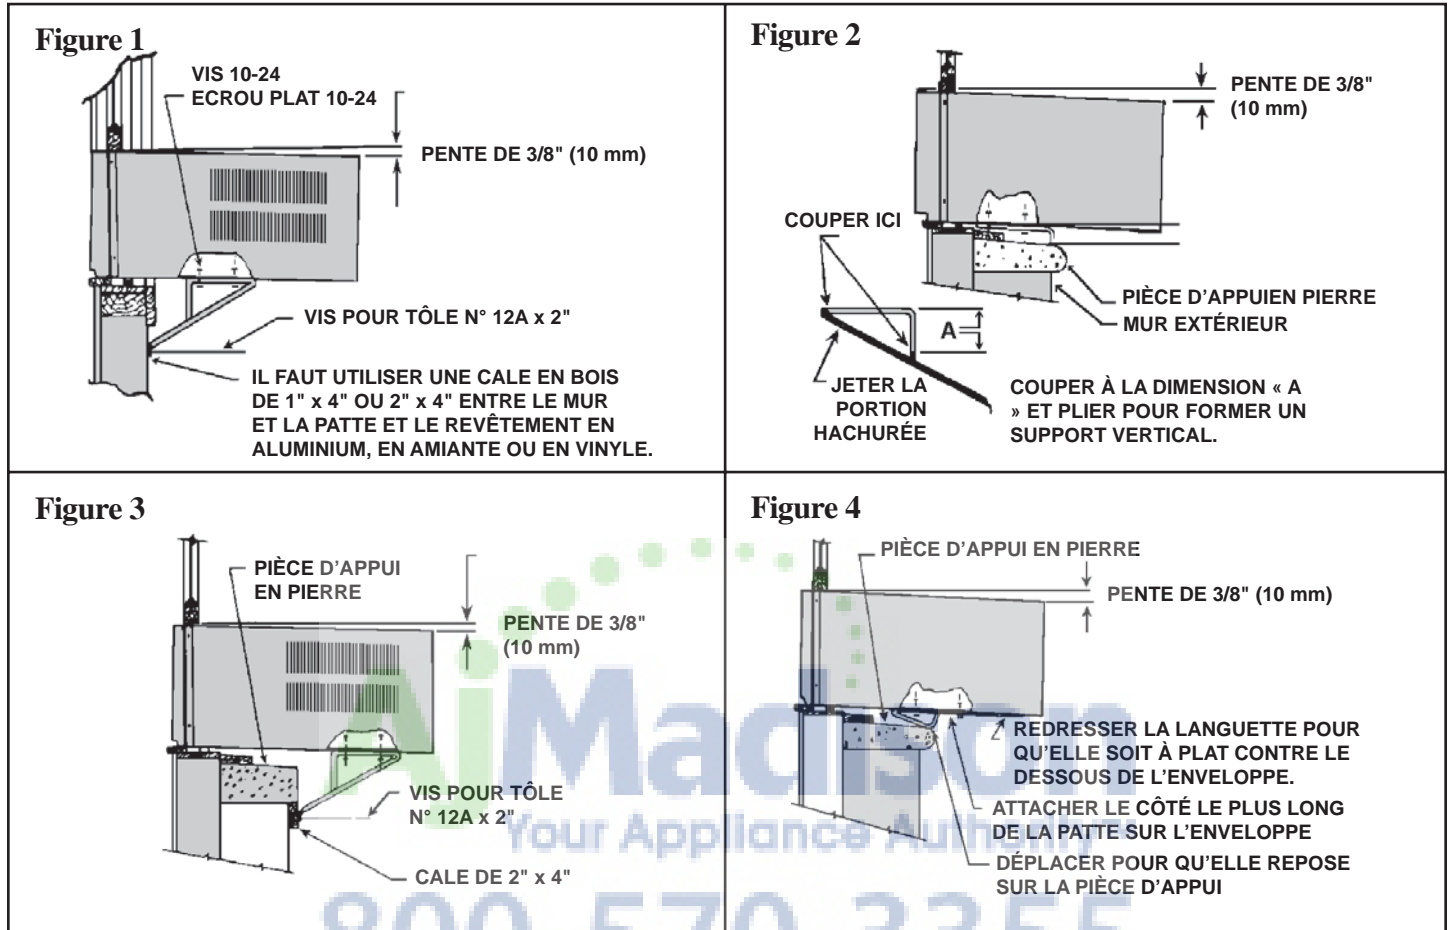 Figure 1
VIS 10-24
ECROU PLAT 10-24
PENTE DE 3/8" (10 mm)
VIS POUR TÔLE N° 12A x 2"
IL FAUT UTILISER UNE CALE EN BOIS
DE 1" x 4" OU 2" x 4" ENTRE LE MUR
ET LA PATTE ET LE REVÊTEMENT EN
ALUMINIUM, EN AMIANTE OU EN VINYLE.
Figure 2
PENTE DE 3/8"
(10 mm)
COUPER ICI
PIÈCE D'APPUIEN PIERRE
MUR EXTÉRIEUR
A
JETER LA
PORTION
HACHURÉE
COUPER À LA DIMENSION « A
» ET PLIER POUR FORMER UN
SUPPORT VERTICAL.
Figure 3
PIÈCE D'APPUI
EN PIERRE
PENTE DE 3/8"
(10 mm)
VIS POUR TÔLE
N° 12A x 2"
CALE DE 2" x 4"
Figure 4
PIÈCE D'APPUI EN PIERRE
PENTE DE 3/8" (10 mm)
REDRESSER LA LANGUETTE POUR
QU'ELLE SOIT À PLAT CONTRE LE
DESSOUS DE L'ENVELOPPE.
ATTACHER LE CÔTÉ LE PLUS LONG
DE LA PATTE SUR L'ENVELOPPE
DÉPLACER POUR QU'ELLE REPOSE
SUR LA PIÈCE D'APPUI
AjMadison
Your Appliance Authority
800-570-3355